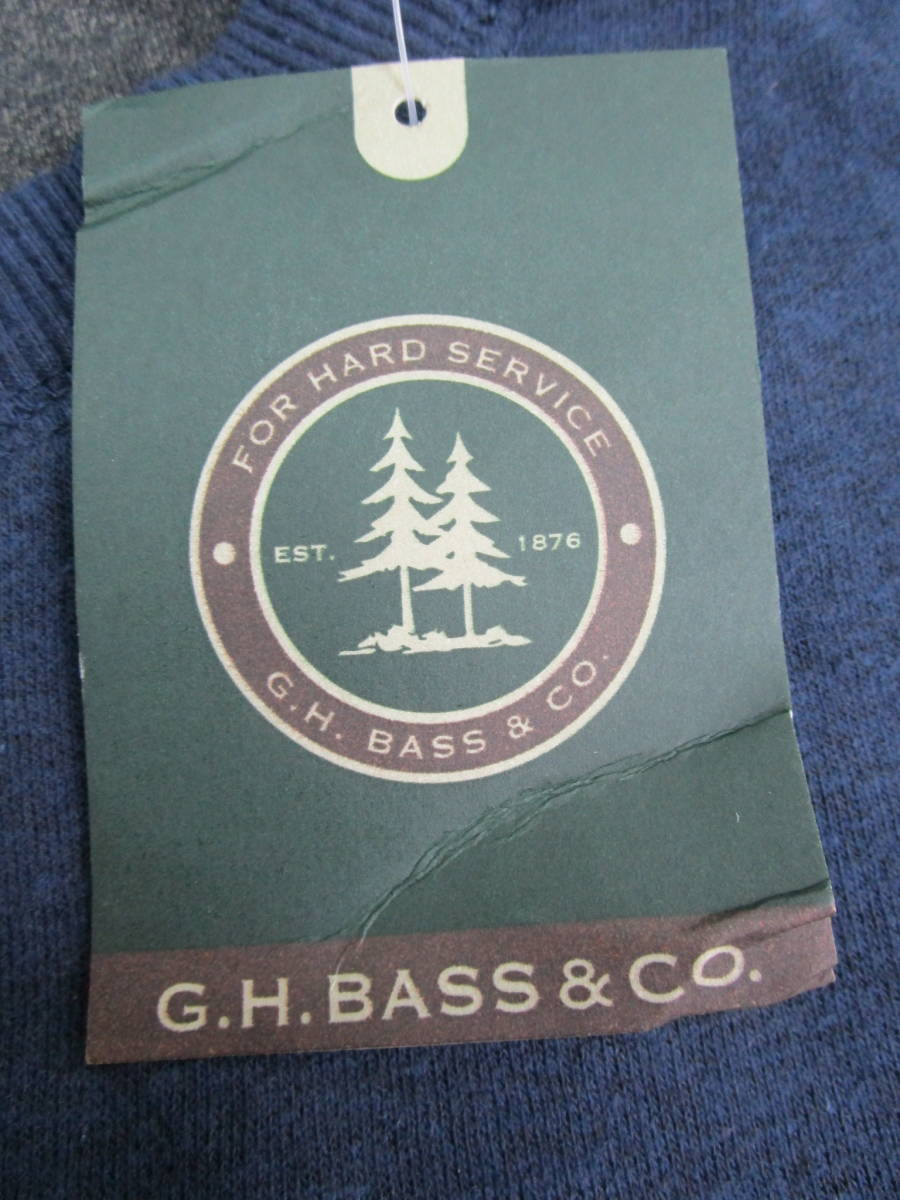 FOR HARD SERVICE
EST. 1876
G.H. BASS & CO.
G.H.BASS & CO.